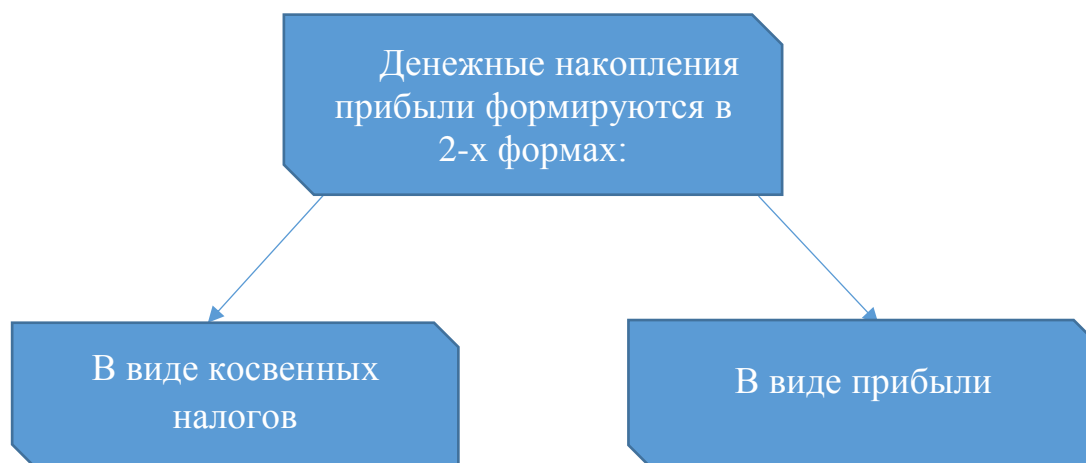 Денежные накопления
прибыли формируются в
2-х формах:
В виде косвенных
налогов
В виде прибыли